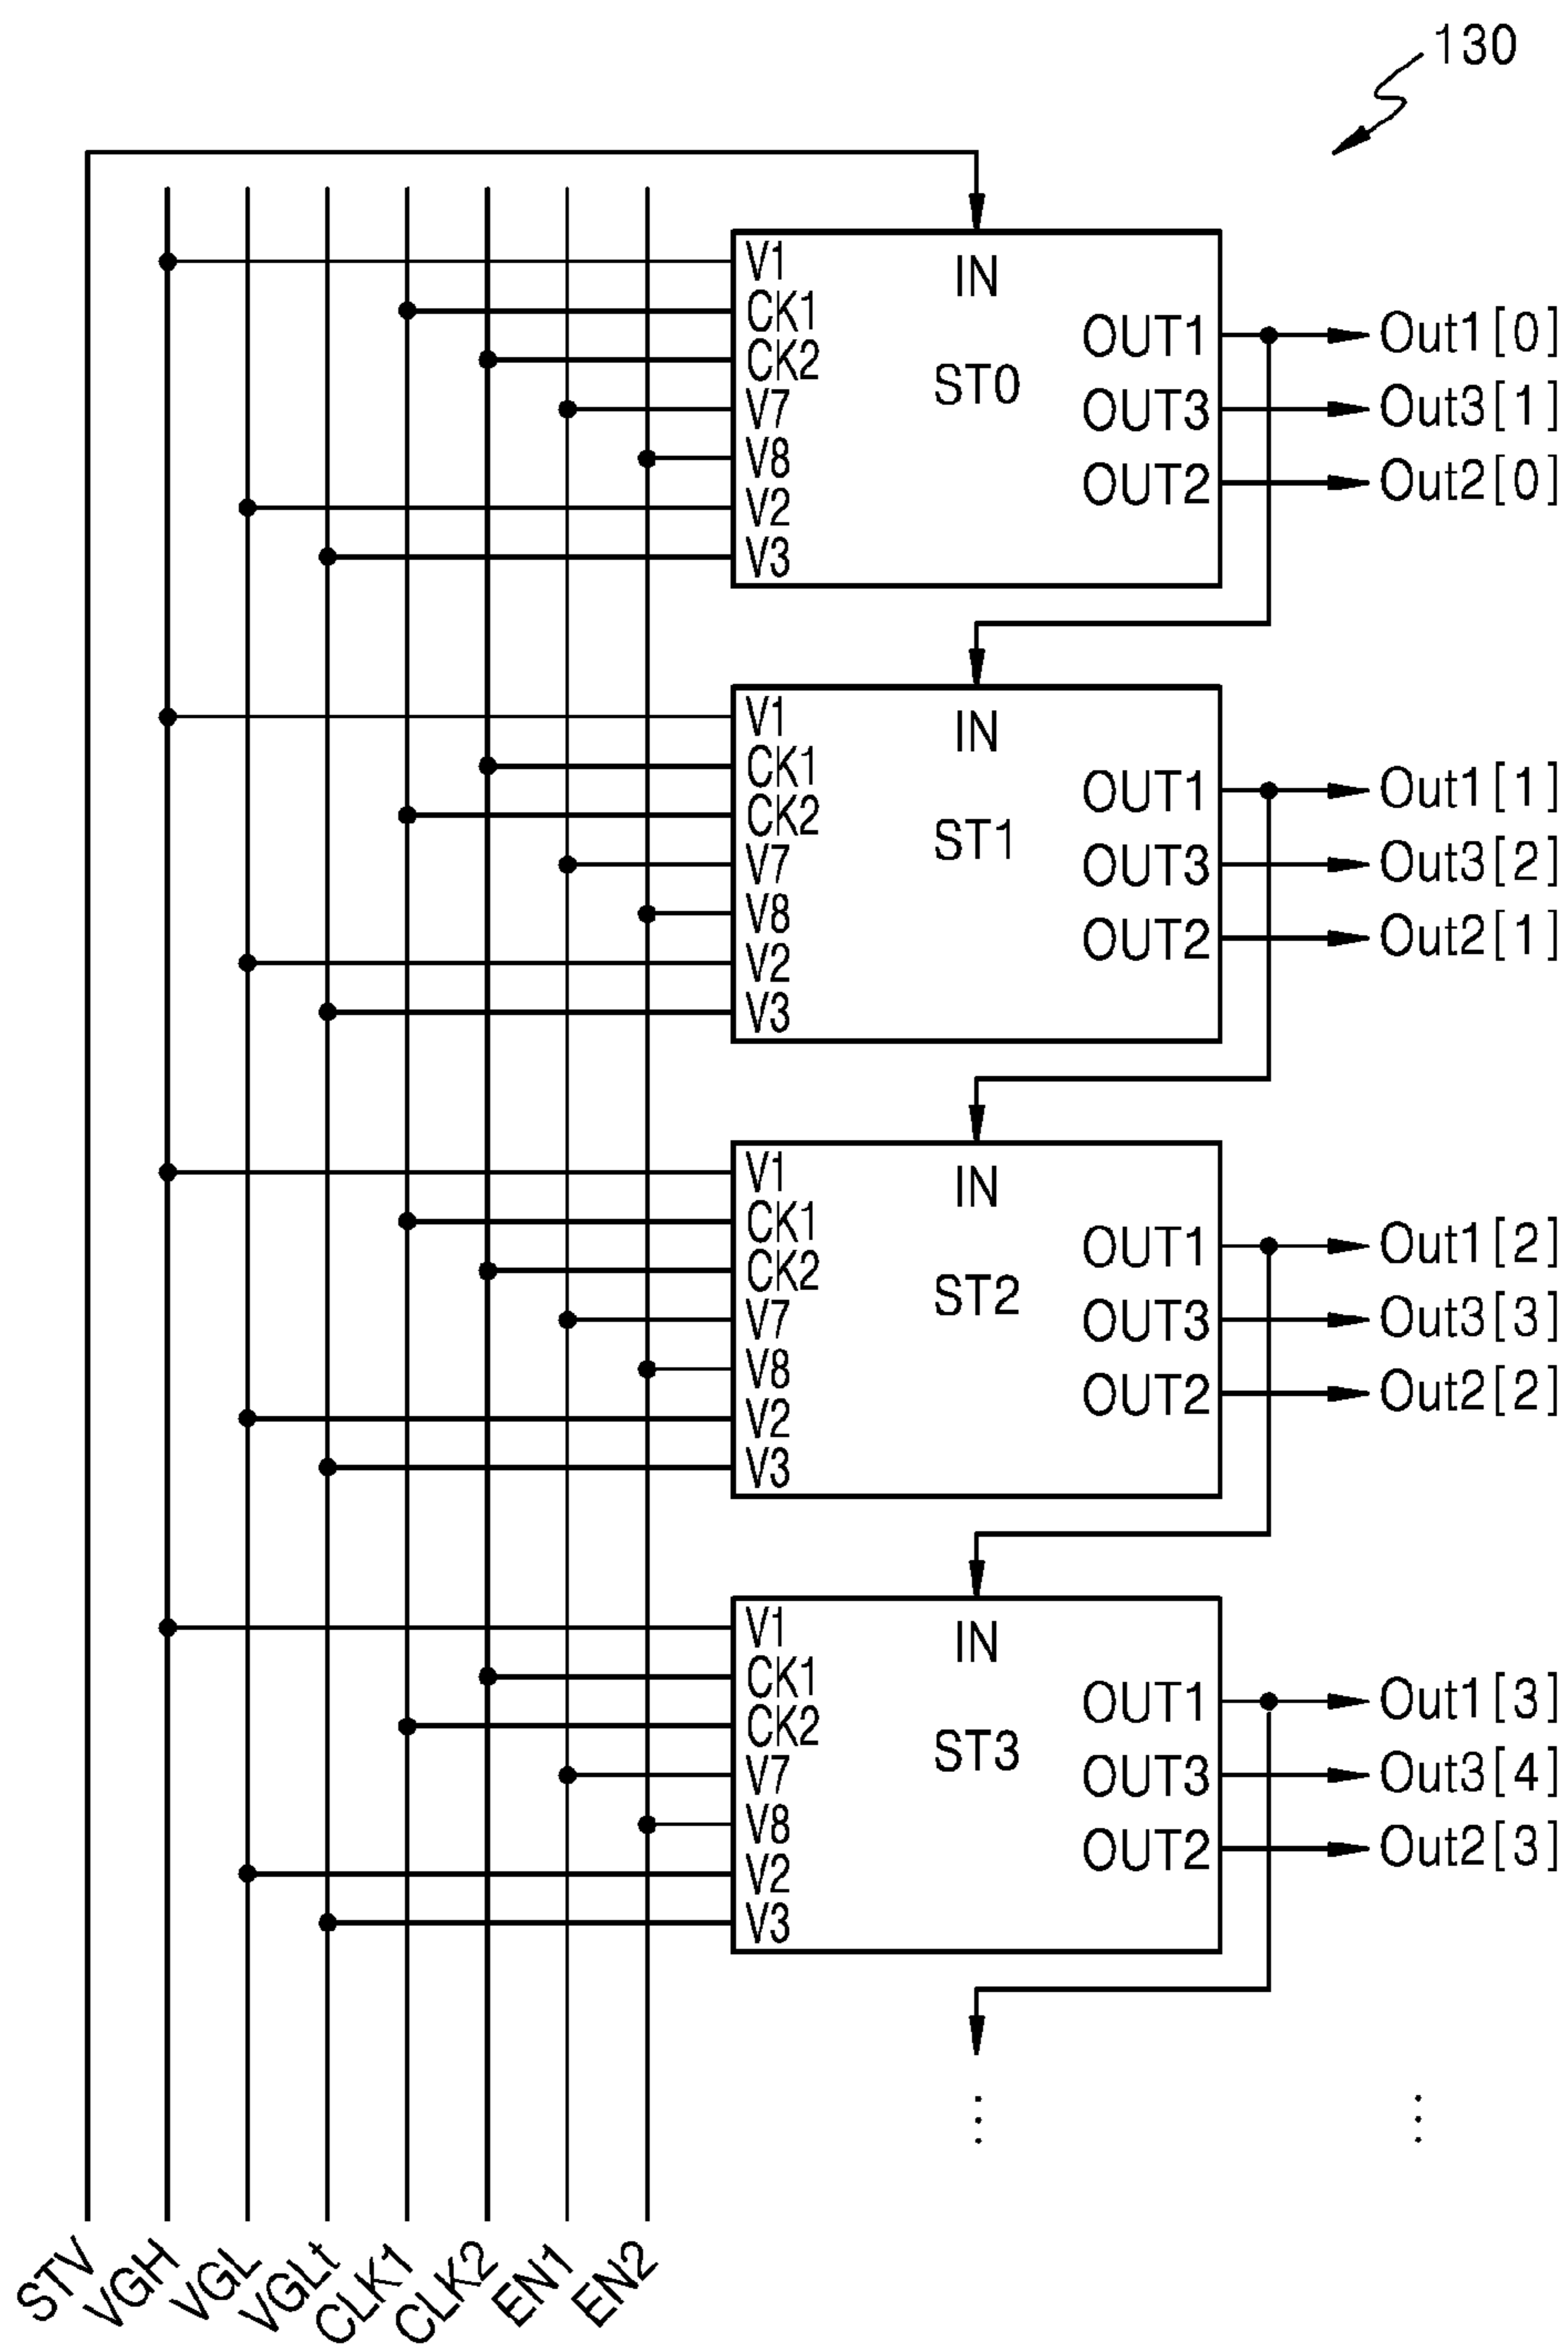 130
V1
IN
CK1
OUT1
Out1[0]
CK2
ST0
V7
OUT3
Out3[1]
V8
OUT2
Out2[0]
V2
V3
V1
IN
CK1
OUT1
Out1[1]
CK2
ST1
V7
OUT3
Out3[2]
V8
OUT2
Out2[1]
V2
V3
V1
IN
CK1
OUT1
Out1[2]
CK2
ST2
V7
OUT3
Out3[3]
V8
OUT2
Out2[2]
V2
V3
V1
IN
CK1
OUT1
Out1[3]
CK2
ST3
V7
OUT3
Out3[4]
V8
OUT2
Out2[3]
V2
V3
STV
VGH
VGL
VGLt
CLK1
CLK2
EN1
EN2